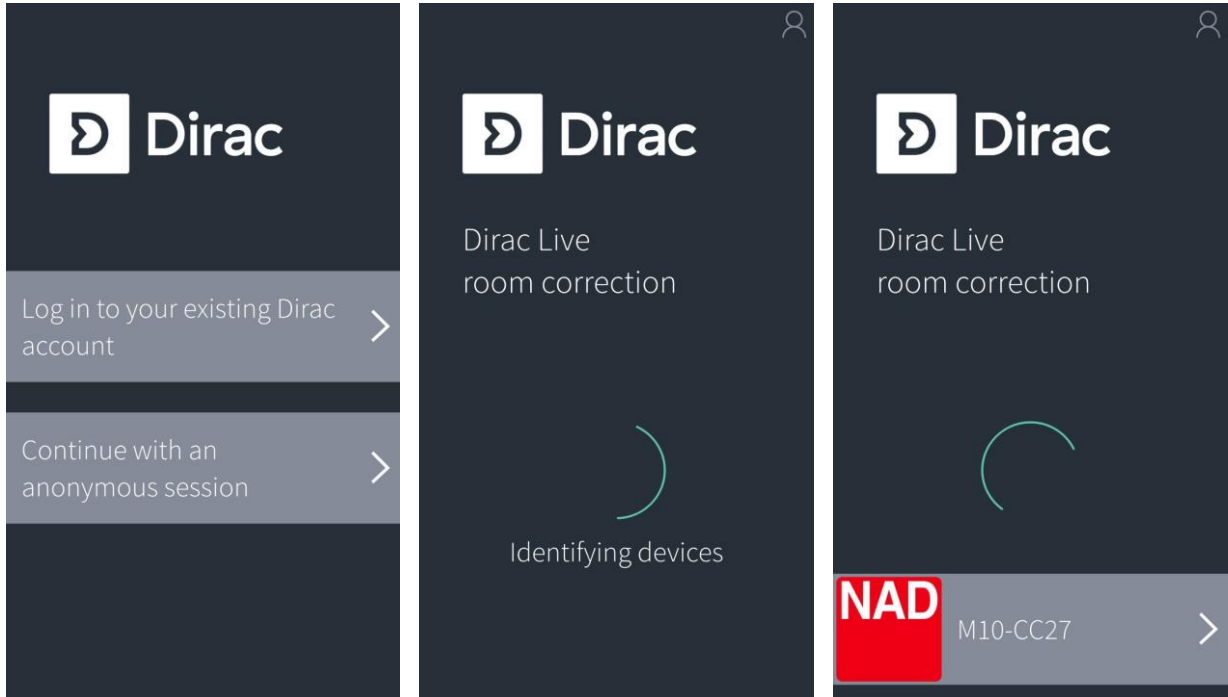 Dirac
Log in to your existing Dirac
account
Continue with an
anonymous session
Dirac
Dirac Live
room correction
Identifying devices
Dirac
Dirac Live
room correction
NAD
M10-CC27